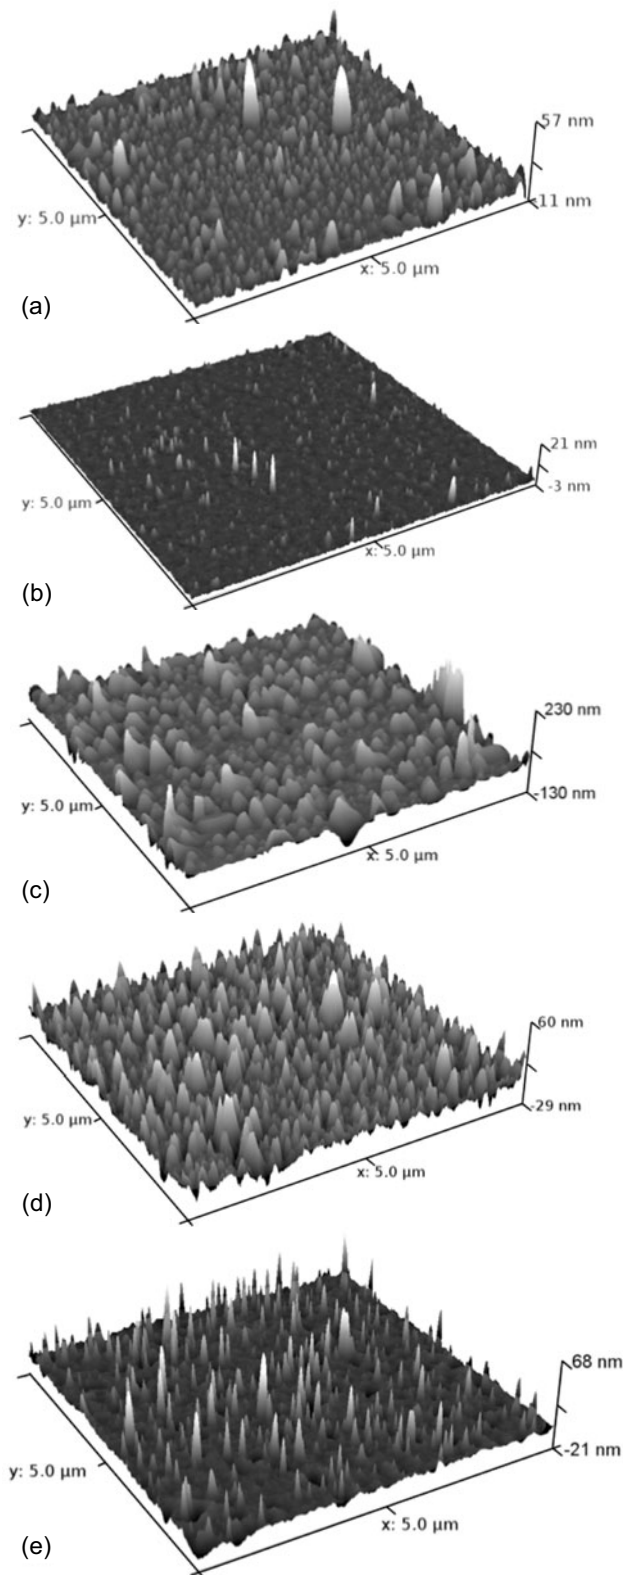 57 nm
11 nm
y: 5.0 µm
x: 5.0 µm
(a)
21 nm
-3 nm
y: 5.0 µm
x: 5.0 µm
(b)
230 nm
-130 nm
y: 5.0 µm
x: 5.0 µm
(c)
60 nm
-29 nm
y: 5.0 µm
x: 5.0 µm
(d)
68 nm
-21 nm
y: 5.0 µm
x: 5.0 µm
(e)